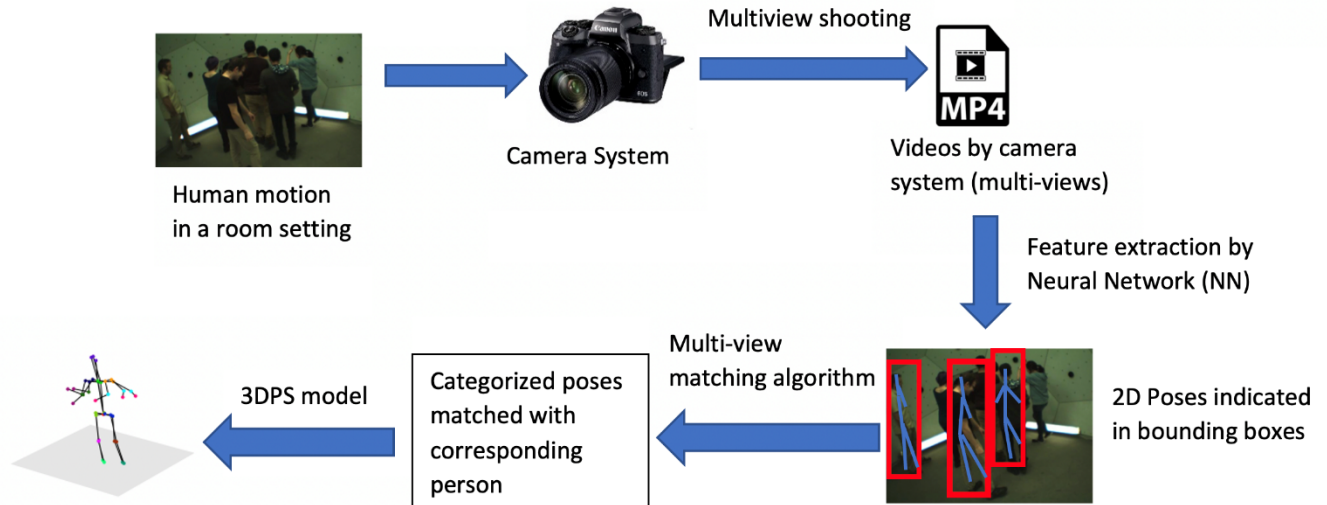 Multiview shooting
Canon
EOS
MP4
Camera System
Videos by camera
system (multi-views)
Human motion
in a room setting
Feature extraction by
Neural Network (NN)
Multi-view
matching algorithm
3DPS model
Categorized poses
matched with
corresponding
person
2D Poses indicated
in bounding boxes